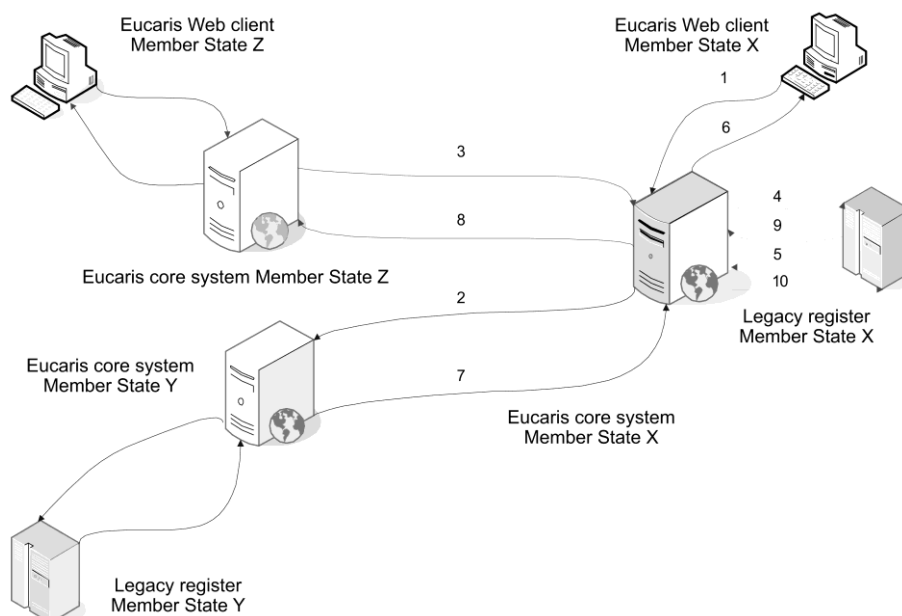 Eucaris Web client
Member State Z
Eucaris Web client
Member State X
1
6
3
4
8
9
5
10
Eucaris core system Member State Z
2
Legacy register
Member State X
Eucaris core system
Member State Y
7
Eucaris core system
Member State X
Legacy register
Member State Y